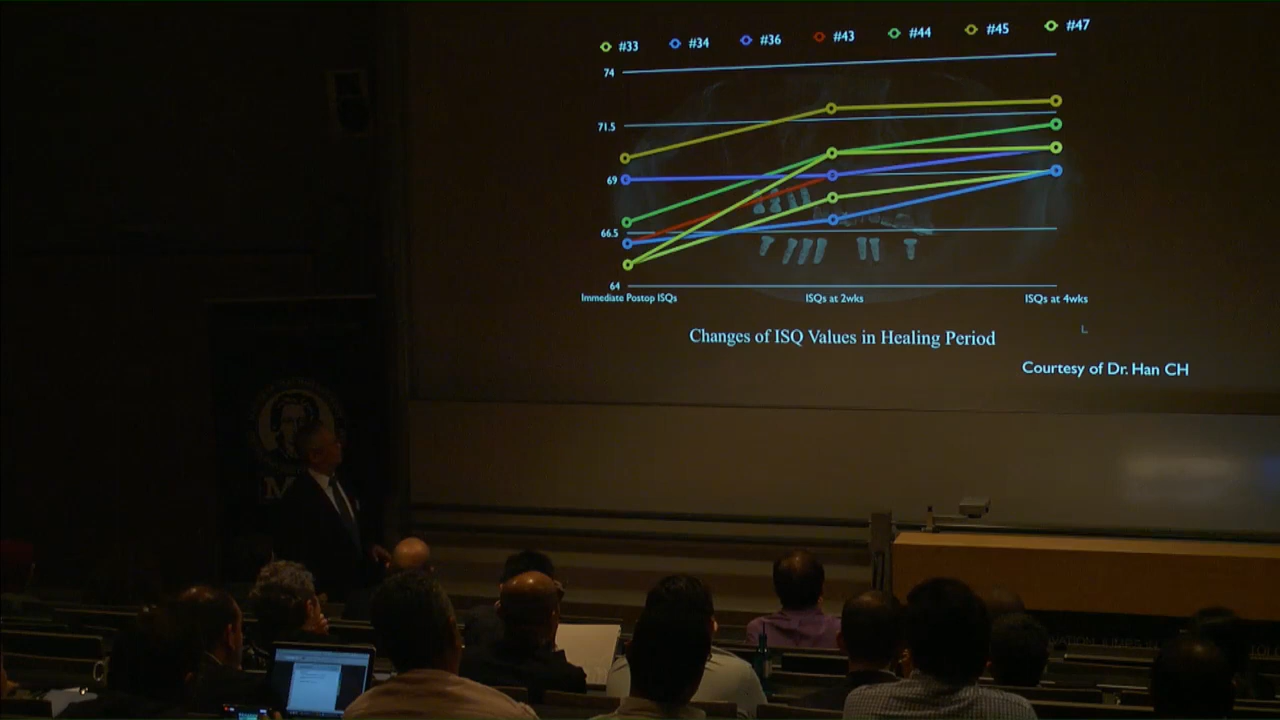 #33 #34 #36 #43 #44 #45 #47
74
71.5
69
66.5
64
Immediate Postop ISQs ISQs at 2wks ISQs at 4wks
Changes of ISQ Values in Healing Period
Courtesy of Dr. Han CH